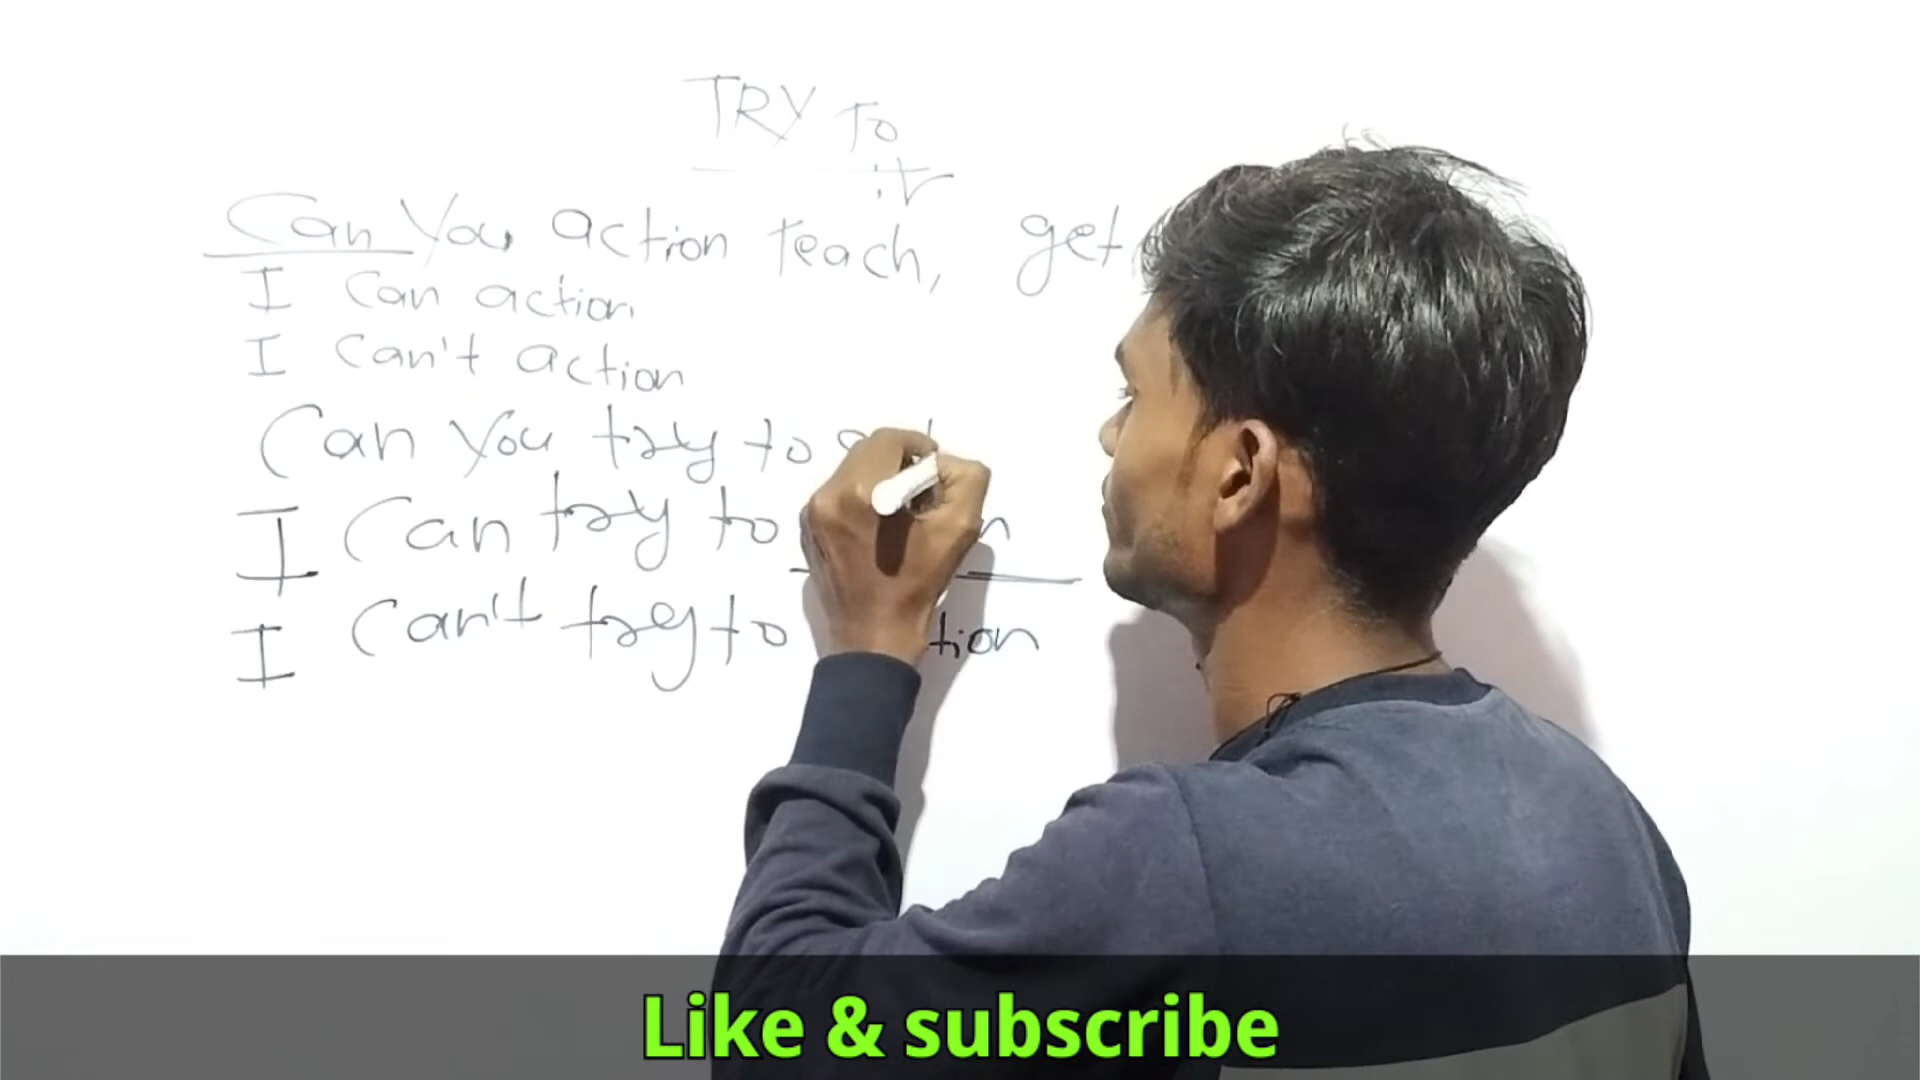 TRY To
it
Can You action teach, get
I Can action
I Can't action
Can You try to
I Can try to
I Can't try to
Like & subscribe